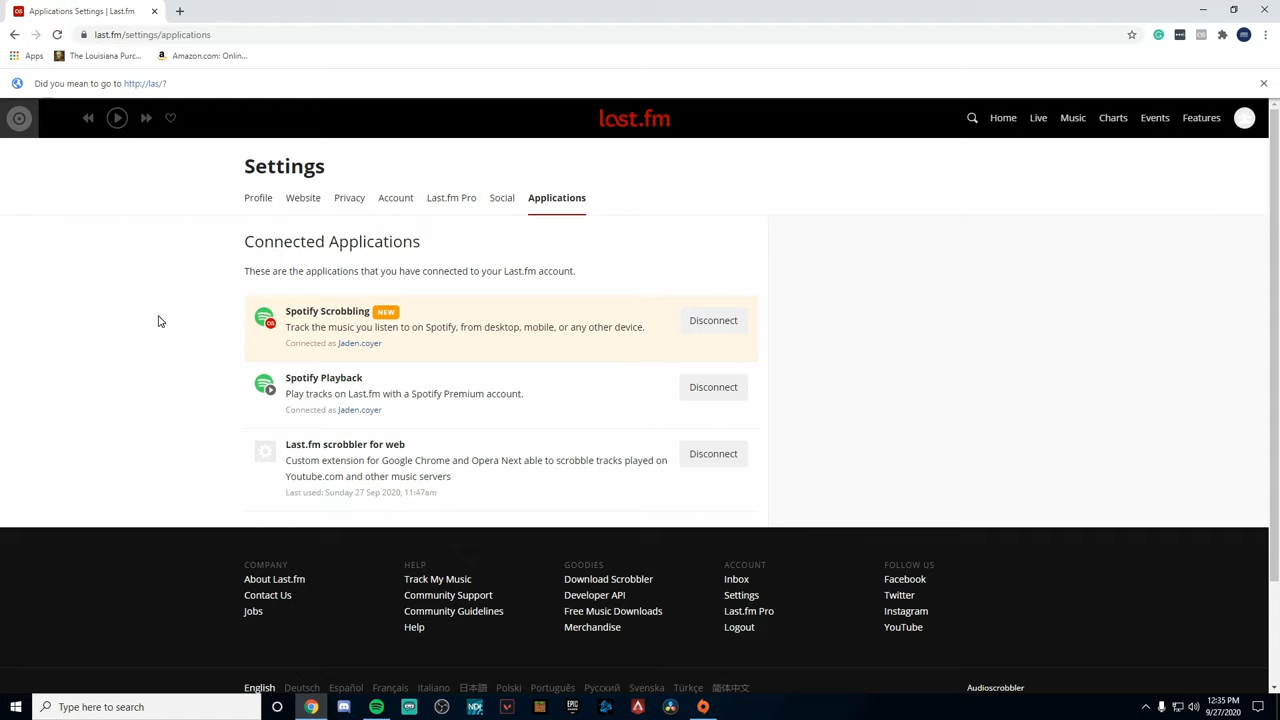 Applications Settings | Last.fm
last.fm/settings/applications
Apps
The Louisiana Purc...
Amazon.com: Onlin...
Did you mean to go to http://las/?
last.fm
Home
Live
Music
Charts
Events
Features
Settings
Profile
Website
Privacy
Account
Last.fm Pro
Social
Applications
Connected Applications
These are the applications that you have connected to your Last.fm account.
Spotify Scrobbling NEW
Track the music you listen to on Spotify, from desktop, mobile, or any other device.
Connected as Jaden.coyer
Disconnect
Spotify Playback
Play tracks on Last.fm with a Spotify Premium account.
Connected as Jaden.coyer
Disconnect
Last.fm scrobbler for web
Custom extension for Google Chrome and Opera Next able to scrobble tracks played on
Youtube.com and other music servers
Last used: Sunday 27 Sep 2020, 11:47am
Disconnect
COMPANY
About Last.fm
Contact Us
Jobs
HELP
Track My Music
Community Support
Community Guidelines
Help
GOODIES
Download Scrobbler
Developer API
Free Music Downloads
Merchandise
ACCOUNT
Inbox
Settings
Last.fm Pro
Logout
FOLLOW US
Facebook
Twitter
Instagram
YouTube
English Deutsch Español Français Italiano 日本語 Polski Português Русский Svenska Türkçe 简体中文
Audioscrobbler
Type here to search
EPIC
12:35 PM
9/27/2020